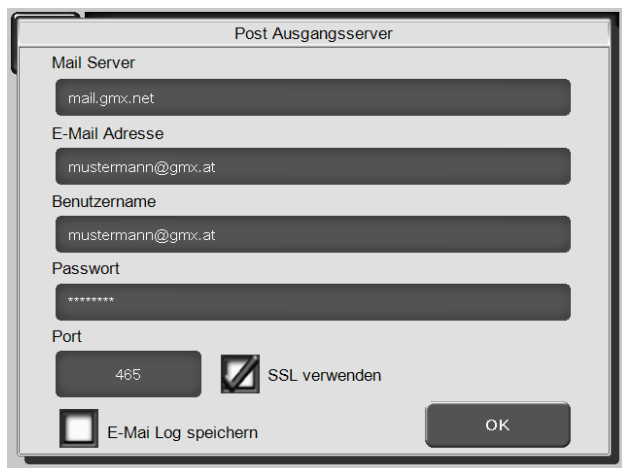 Post Ausgangsserver
Mail Server
mail.gmx.net
E-Mail Adresse
mustermann@gmx.at
Benutzername
mustermann@gmx.at
Passwort
********
Port
465
SSL verwenden
E-Mai Log speichern
OK